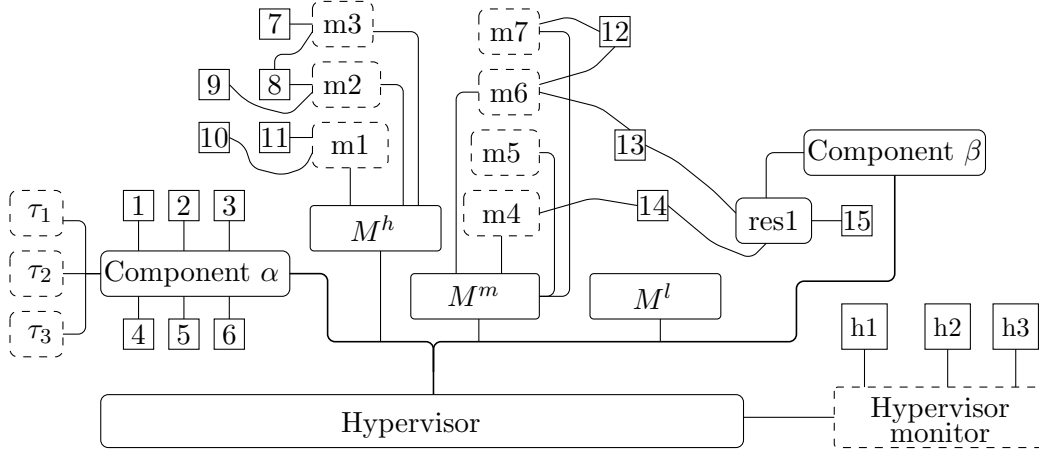 7
m3
m7
12
9
8
m2
m6
10
11
m1
m5
13
Component β
τ₁
1
2
3
M^h
m4
14
res1
15
τ₂
Component α
M^m
M^l
τ₃
4
5
6
h1
h2
h3
Hypervisor
Hypervisor
monitor